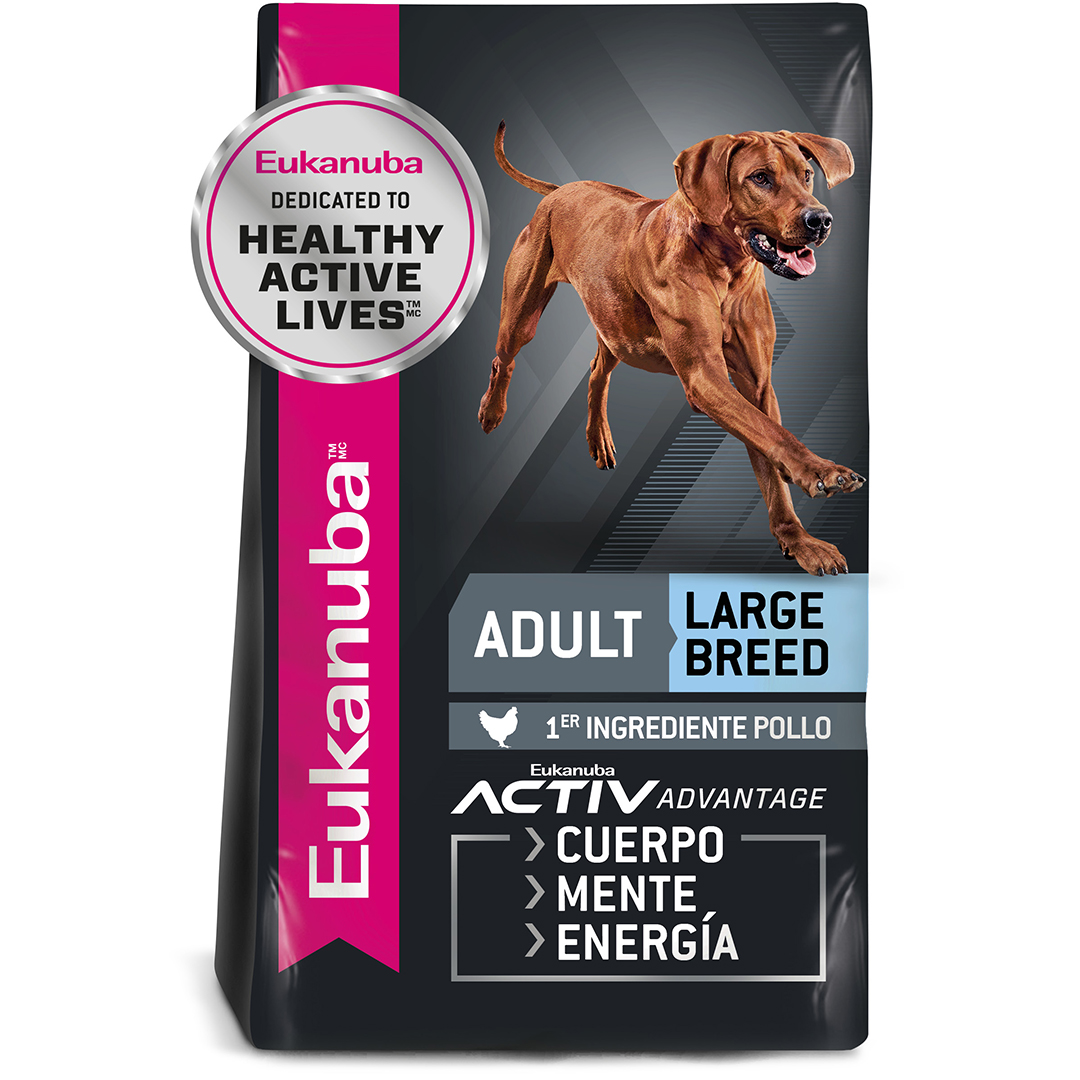 Eukanuba
DEDICATED TO
HEALTHY
ACTIVE
LIVES™MC
Eukanuba™MC
ADULT
LARGE
BREED
1ER INGREDIENTE POLLO
Eukanuba
ACTIV ADVANTAGE
CUERPO
MENTE
ENERGÍA